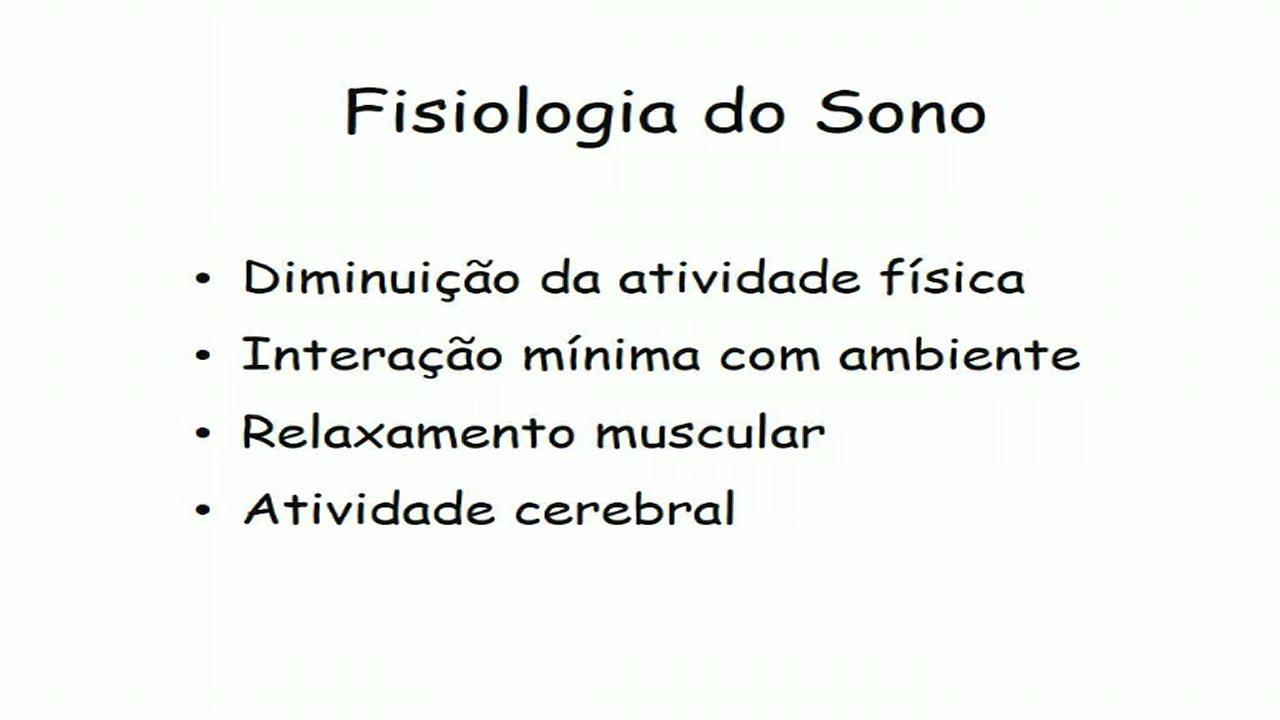 Fisiologia do Sono
• Diminuição da atividade física
• Interação mínima com ambiente
• Relaxamento muscular
• Atividade cerebral